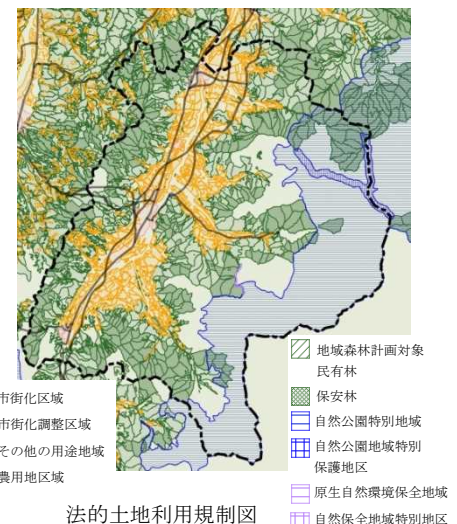 市街化区域
市街化調整区域
その他の用途地域
農用地区域
地域森林計画対象
民有林
保安林
自然公園特別地域
自然公園地域特別
保護地区
原生自然環境保全地域
自然保全地域特別地区
法的土地利用規制図